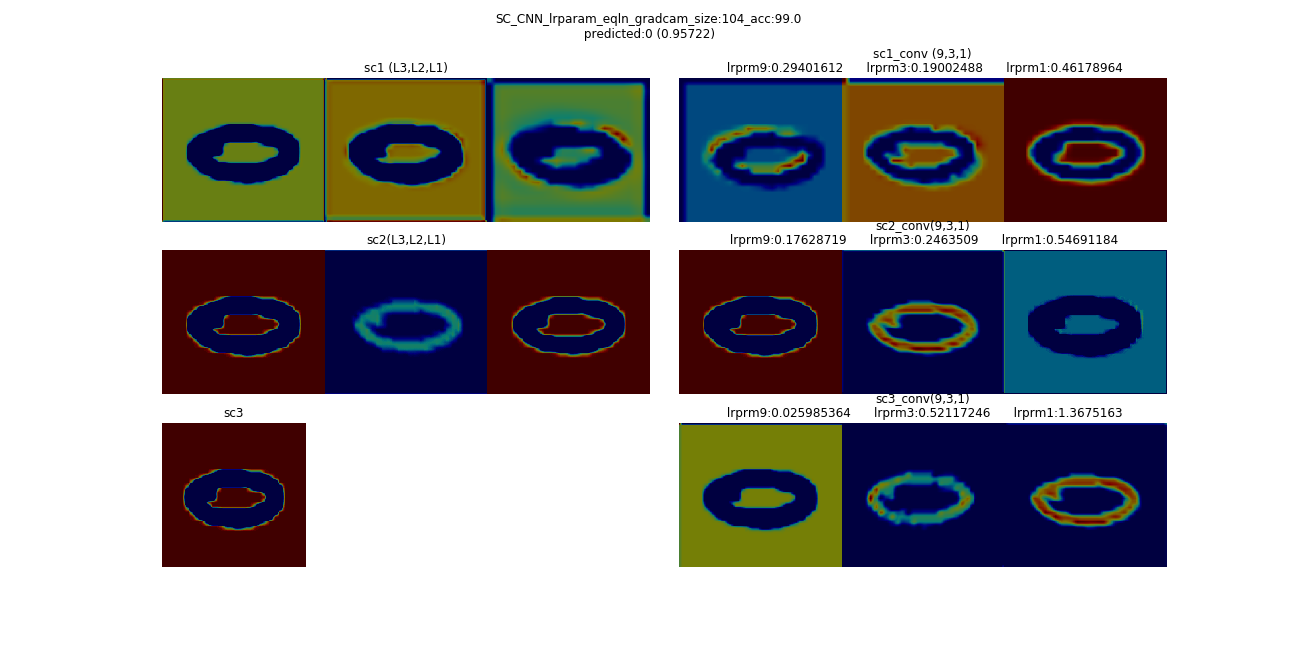 SC_CNN_lrparam_eqln_gradcam_size:104_acc:99.0
predicted:0 (0.95722)
sc1 (L3,L2,L1)
sc1_conv (9,3,1)
lrprm9:0.29401612 lrprm3:0.19002488 lrprm1:0.46178964
sc2(L3,L2,L1)
sc2_conv(9,3,1)
lrprm9:0.17628719 lrprm3:0.2463509 lrprm1:0.54691184
sc3
sc3_conv(9,3,1)
lrprm9:0.025985364 lrprm3:0.52117246 lrprm1:1.3675163